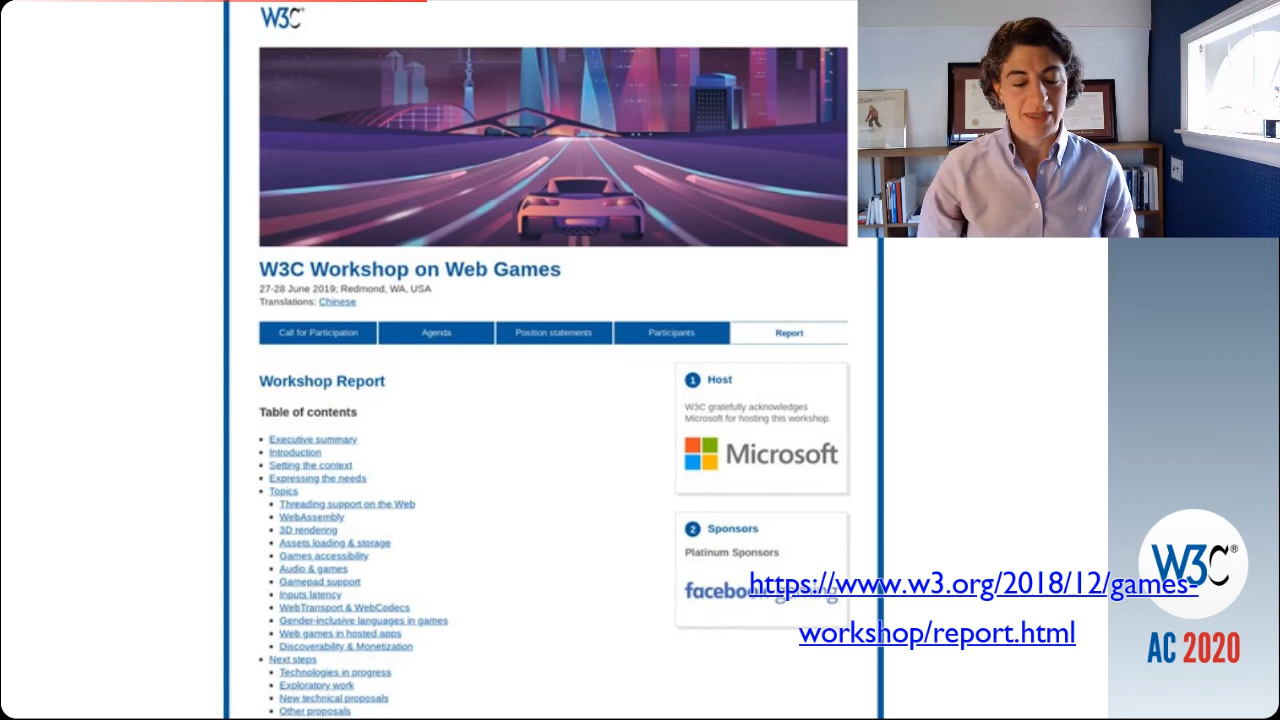 W3C
W3C Workshop on Web Games
27-28 June 2019; Redmond, WA, USA
Translations: Chinese
Call for Participation
Agenda
Position statements
Participants
Report
Workshop Report
Table of contents
Executive summary
Introduction
Setting the context
Expressing the needs
Topics
Threading support on the Web
WebAssembly
3D rendering
Assets loading & storage
Games accessibility
Audio & games
Gamepad support
Inputs latency
WebTransport & WebCodecs
Gender-inclusive languages in games
Web games in hosted apps
Discoverability & Monetization
Next steps
Technologies in progress
Exploratory work
New technical proposals
Other proposals
1 Host
W3C gratefully acknowledges
Microsoft for hosting this workshop.
Microsoft
2 Sponsors
Platinum Sponsors
facebook gaming
https://www.w3.org/2018/12/games-
workshop/report.html
W3C®
AC 2020